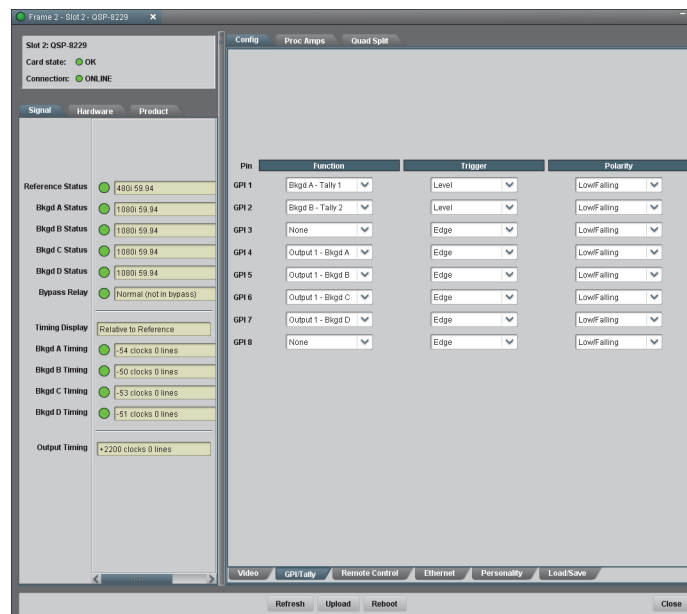 Frame 2 - Slot 2 - QSP-8229 ×
Slot 2: QSP-8229
Card state: OK
Connection: ONLINE
Signal Hardware Product
Reference Status 480i 59.94
Bkgd A Status 1080i 59.94
Bkgd B Status 1080i 59.94
Bkgd C Status 1080i 59.94
Bkgd D Status 1080i 59.94
Bypass Relay Normal (not in bypass)
Timing Display Relative to Reference
Bkgd A Timing -54 clocks 0 lines
Bkgd B Timing -50 clocks 0 lines
Bkgd C Timing -53 clocks 0 lines
Bkgd D Timing -51 clocks 0 lines
Output Timing +2200 clocks 0 lines
Config Proc Amps Quad Split
Pin Function Trigger Polarity
GPI 1 Bkgd A - Tally 1 Level Low/Falling
GPI 2 Bkgd B - Tally 2 Level Low/Falling
GPI 3 None Edge Low/Falling
GPI 4 Output 1 - Bkgd A Edge Low/Falling
GPI 5 Output 1 - Bkgd B Edge Low/Falling
GPI 6 Output 1 - Bkgd C Edge Low/Falling
GPI 7 Output 1 - Bkgd D Edge Low/Falling
GPI 8 None Edge Low/Falling
Video GPI/Tally Remote Control Ethernet Personality Load/Save
Refresh Upload Reboot Close